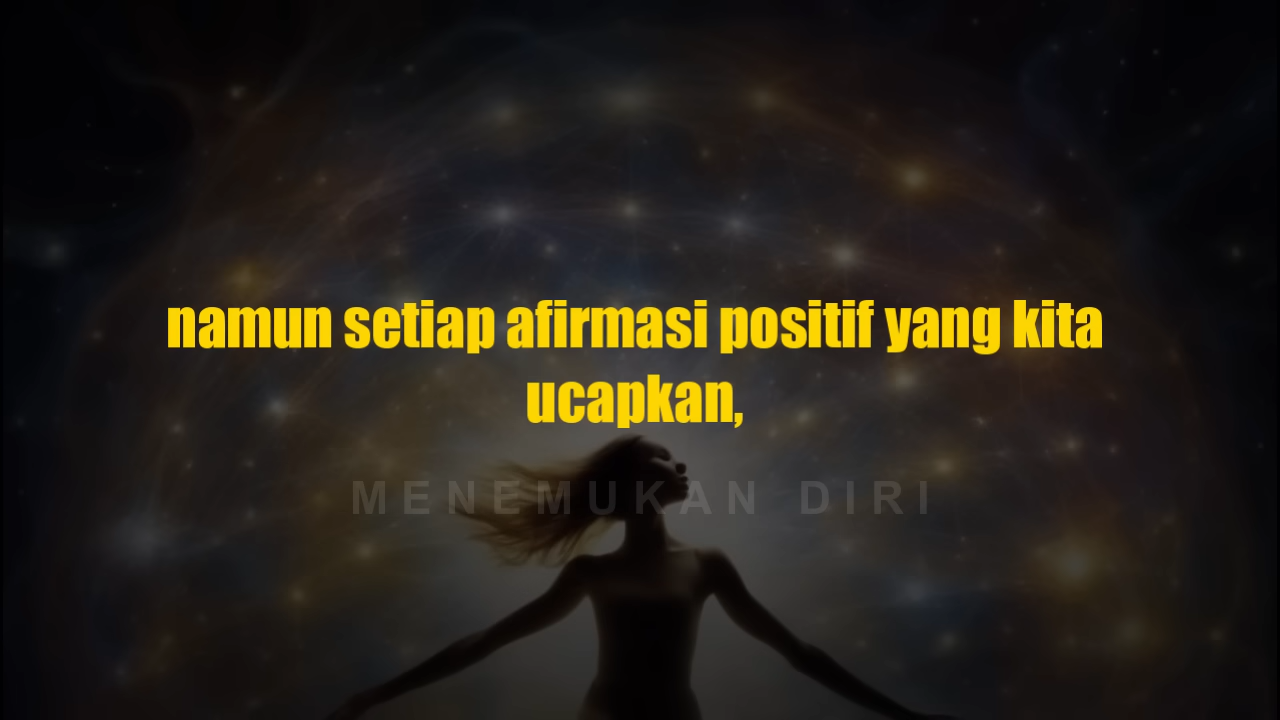 namun setiap afirmasi positif yang kita
ucapkan,
MENEMUKAN DIRI